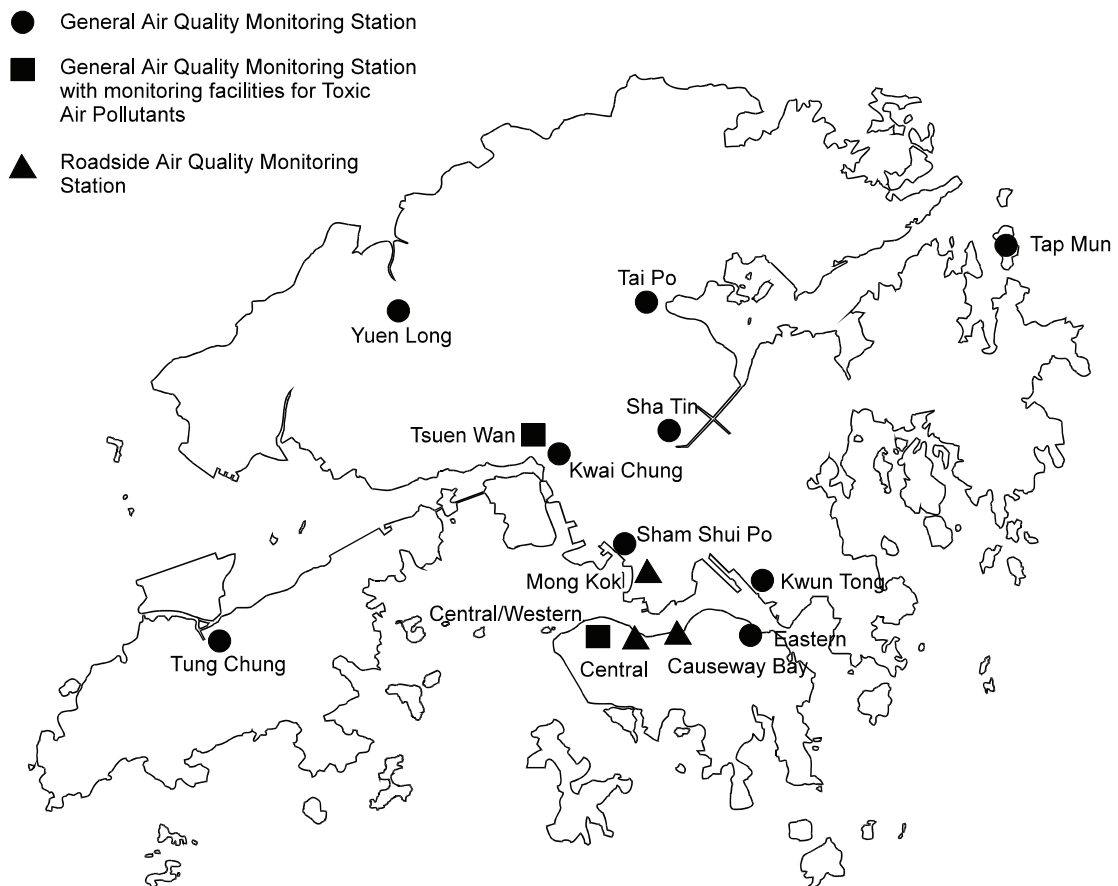 General Air Quality Monitoring Station
General Air Quality Monitoring Station
with monitoring facilities for Toxic
Air Pollutants
Roadside Air Quality Monitoring
Station
Tap Mun
Tai Po
Yuen Long
Sha Tin
Tsuen Wan
Kwai Chung
Sham Shui Po
Mong Kok
Kwun Tong
Central/Western
Eastern
Tung Chung
Central
Causeway Bay